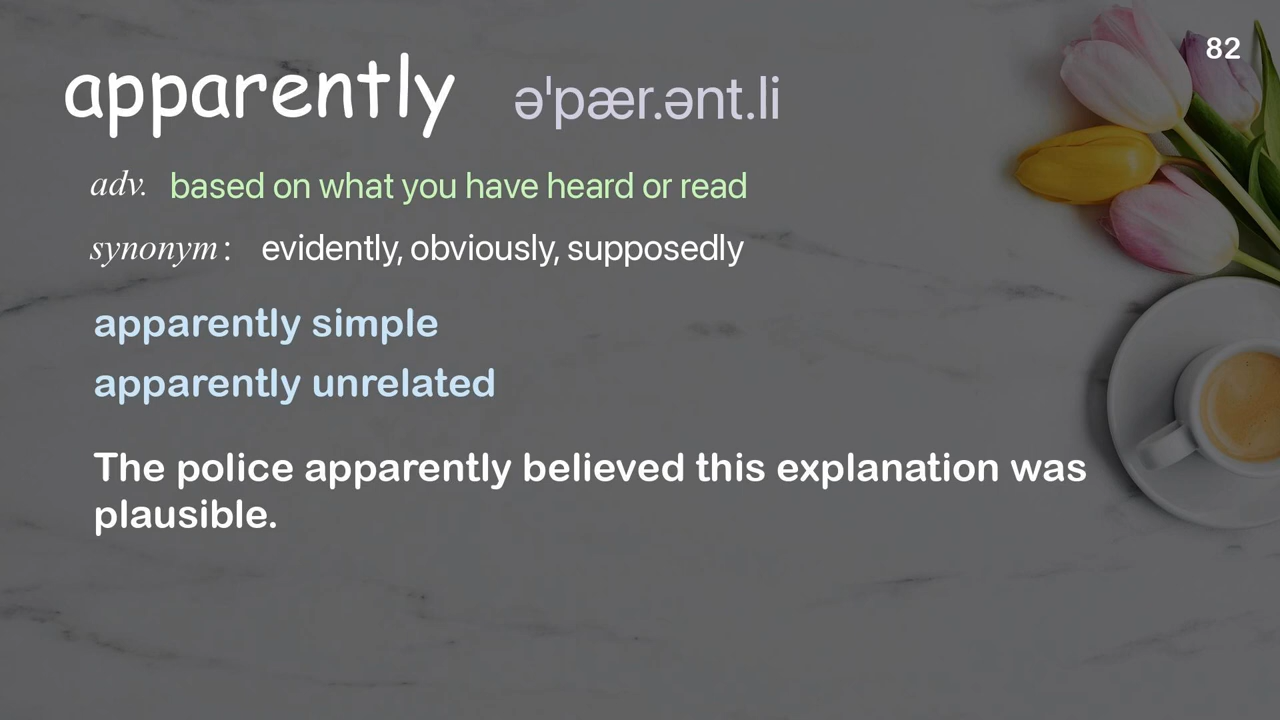 82
apparently əˈpær.ənt.li
adv. based on what you have heard or read
synonym: evidently, obviously, supposedly
apparently simple
apparently unrelated
The police apparently believed this explanation was
plausible.